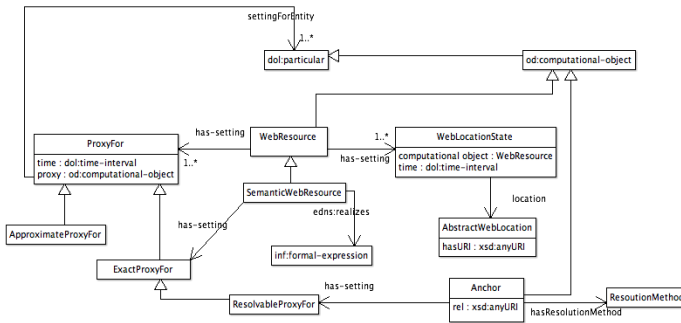 settingForEntity
1..*
dol:particular
od:computational-object
has-setting
1..*
ProxyFor
WebResource
WebLocationState
time : dol:time-interval
proxy : od:computational-object
1..*
has-setting
computational object : WebResource
time : dol:time-interval
SemanticWebResource
location
has-setting
edns:realizes
AbstractWebLocation
hasURI : xsd:anyURI
ApproximateProxyFor
inf:formal-expression
ExactProxyFor
has-setting
Anchor
rel : xsd:anyURI
ResolvableProxyFor
hasResolutionMethod
ResoutionMethod